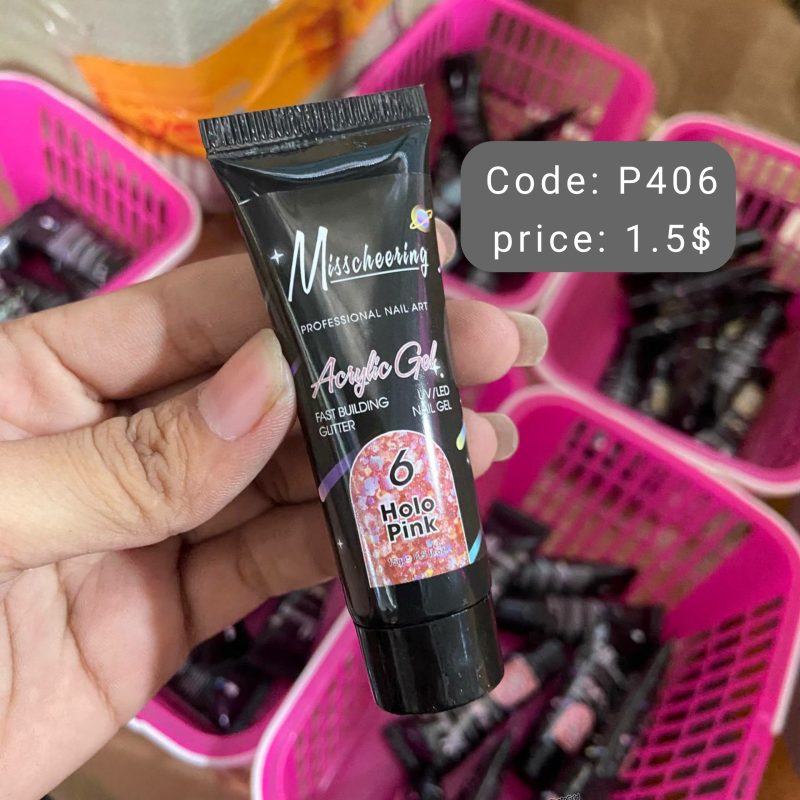 Code: P406
price: 1.5$
Misscheering
PROFESSIONAL NAIL ART
Acrylic Gel
FAST BUILDING
GLITTER
UV/LED
NAIL GEL
6
Holo
Pink